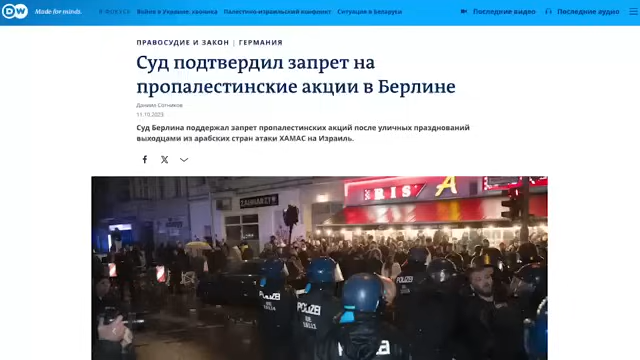 DW Made for minds. В ФОКУСЕ Война в Украине: хроника Палестино-израильский конфликт Ситуация в Беларуси Последние видео Последние аудио
ПРАВОСУДИЕ И ЗАКОН | ГЕРМАНИЯ
Суд подтвердил запрет на
пропалестинские акции в Берлине
Даниил Сотников
11.10.2023
Суд Берлина поддержал запрет пропалестинских акций после уличных празднований
выходцами из арабских стран атаки ХАМАС на Израиль.
RIS A
POLIZEI
POLIZEI
POLIZEI